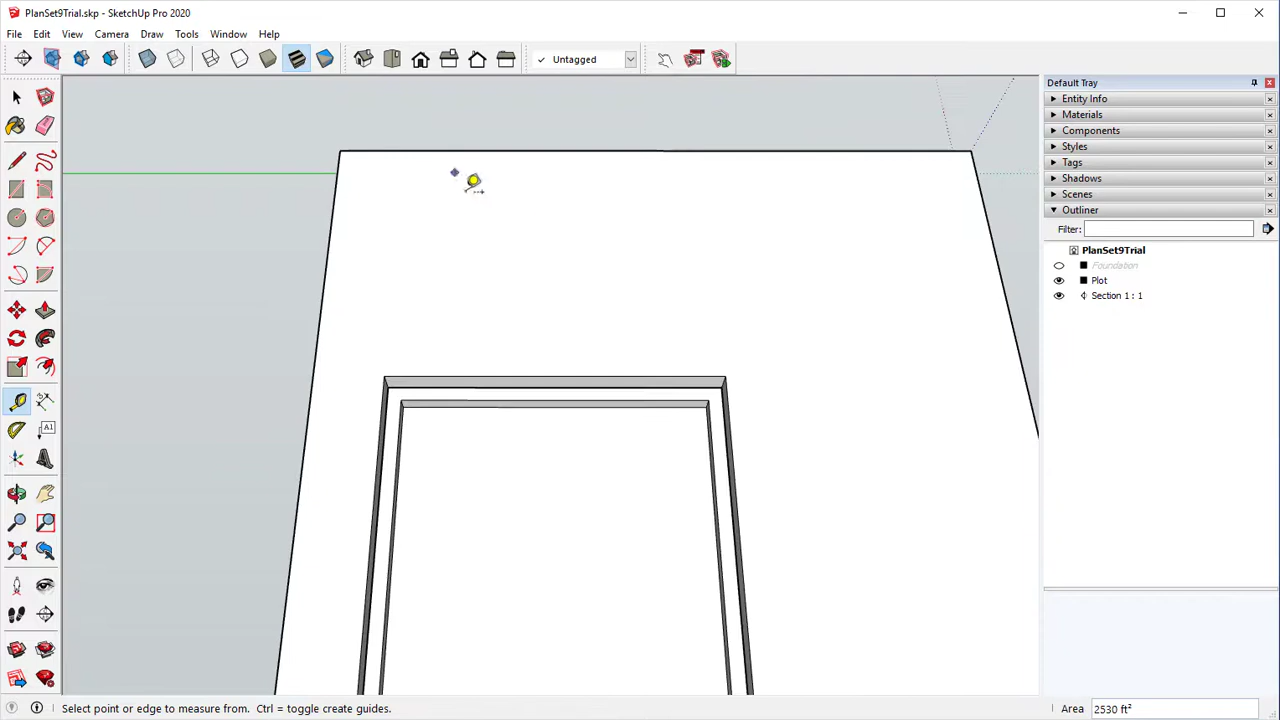 PlanSet9Trial.skp - SketchUp Pro 2020
File Edit View Camera Draw Tools Window Help
✓ Untagged
Default Tray
Entity Info
Materials
Components
Styles
Tags
Shadows
Scenes
Outliner
Filter:
PlanSet9Trial
Foundation
Plot
Section 1 : 1
A1
Select point or edge to measure from. Ctrl = toggle create guides.
Area 2530 ft²